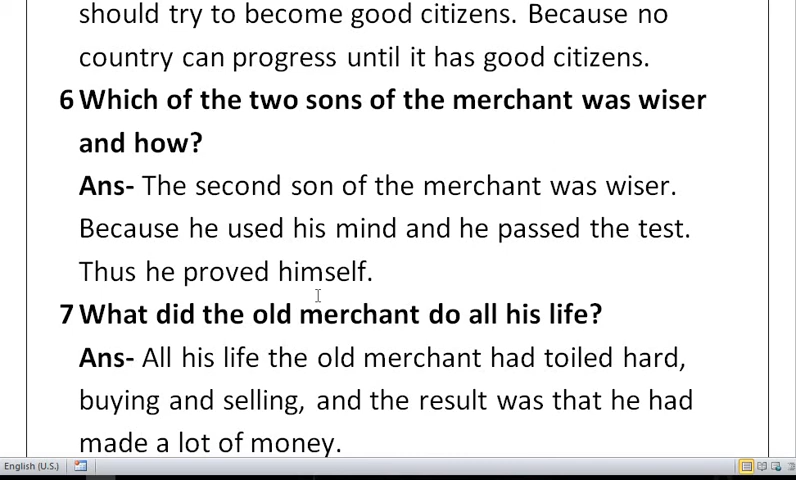 should try to become good citizens. Because no
country can progress until it has good citizens.
6 Which of the two sons of the merchant was wiser
and how?
Ans- The second son of the merchant was wiser.
Because he used his mind and he passed the test.
Thus he proved himself.
7 What did the old merchant do all his life?
Ans- All his life the old merchant had toiled hard,
buying and selling, and the result was that he had
made a lot of money.
English (U.S.)